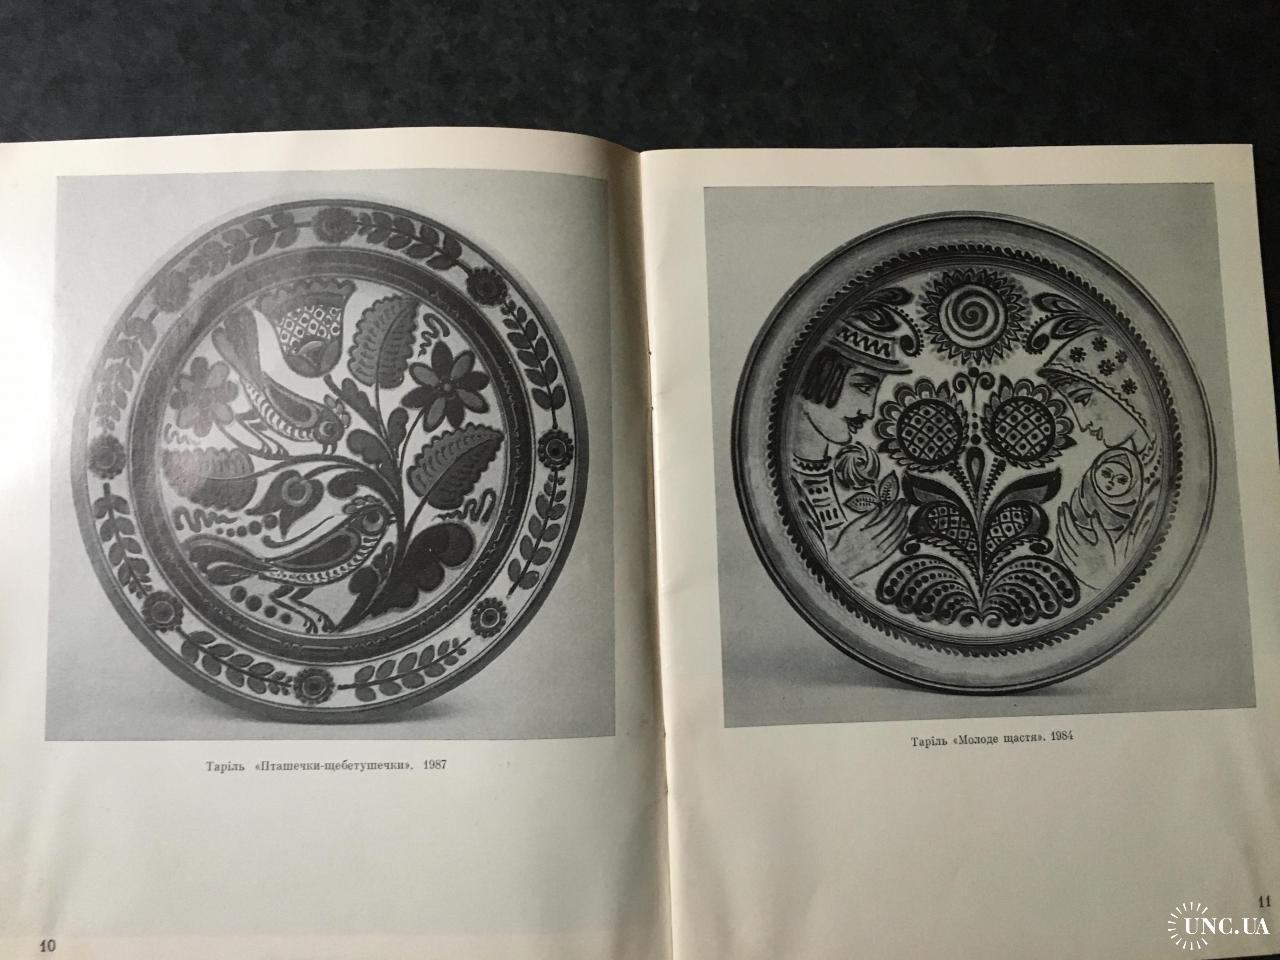 Таріль «Пташечки-щебетушечки». 1987
10
Таріль «Молоде щастя». 1984
11
UNC.UA